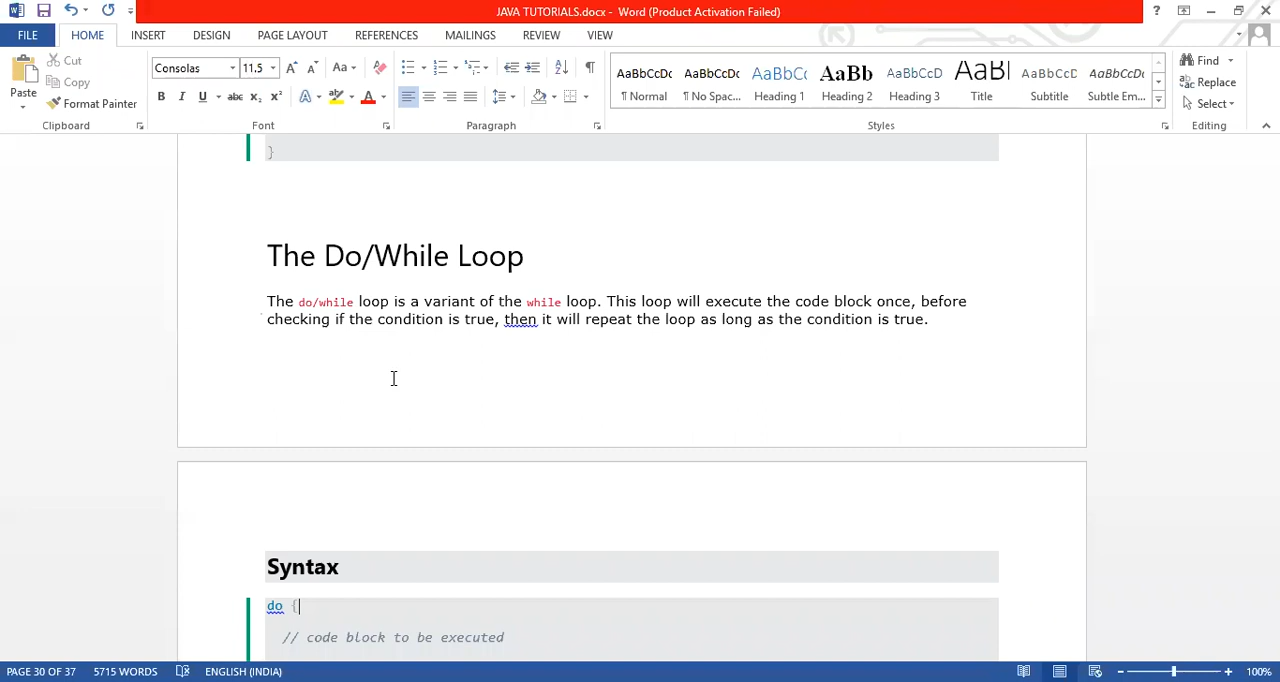 JAVA TUTORIALS.docx - Word (Product Activation Failed)
?
FILE HOME INSERT DESIGN PAGE LAYOUT REFERENCES MAILINGS REVIEW VIEW
Paste
Cut
Copy
Format Painter
Clipboard
Consolas 11.5
Aa
B I U abc x₂ x² A ab A
Font
Paragraph
AaBbCcDc AaBbCcDc AaBbCc AaBb AaBbCcD AaBl AaBbCcD AaBbCcDc
¶ Normal ¶ No Spac... Heading 1 Heading 2 Heading 3 Title Subtitle Subtle Em...
Styles
Find
Replace
Select
Editing
}
The Do/While Loop
The do/while loop is a variant of the while loop. This loop will execute the code block once, before
checking if the condition is true, then it will repeat the loop as long as the condition is true.
Syntax
do {
// code block to be executed
PAGE 30 OF 37 5715 WORDS ENGLISH (INDIA) 100%